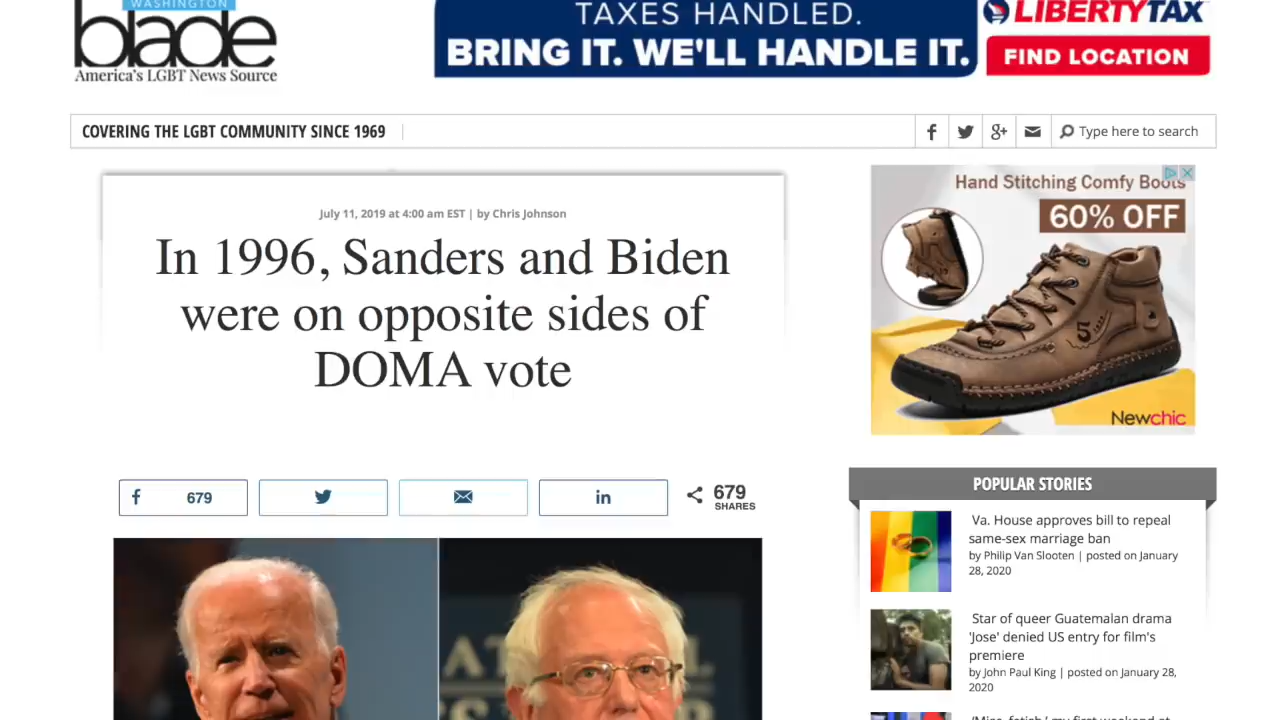 WASHINGTON
blade
America's LGBT News Source
TAXES HANDLED.
BRING IT. WE'LL HANDLE IT.
LIBERTY TAX
FIND LOCATION
COVERING THE LGBT COMMUNITY SINCE 1969
Type here to search
July 11, 2019 at 4:00 am EST | by Chris Johnson
In 1996, Sanders and Biden
were on opposite sides of
DOMA vote
679
679
SHARES
Hand Stitching Comfy Boots
60% OFF
5
Newchic
POPULAR STORIES
Va. House approves bill to repeal
same-sex marriage ban
by Philip Van Slooten | posted on January
28, 2020
Star of queer Guatemalan drama
'Jose' denied US entry for film's
premiere
by John Paul King | posted on January 28,
2020